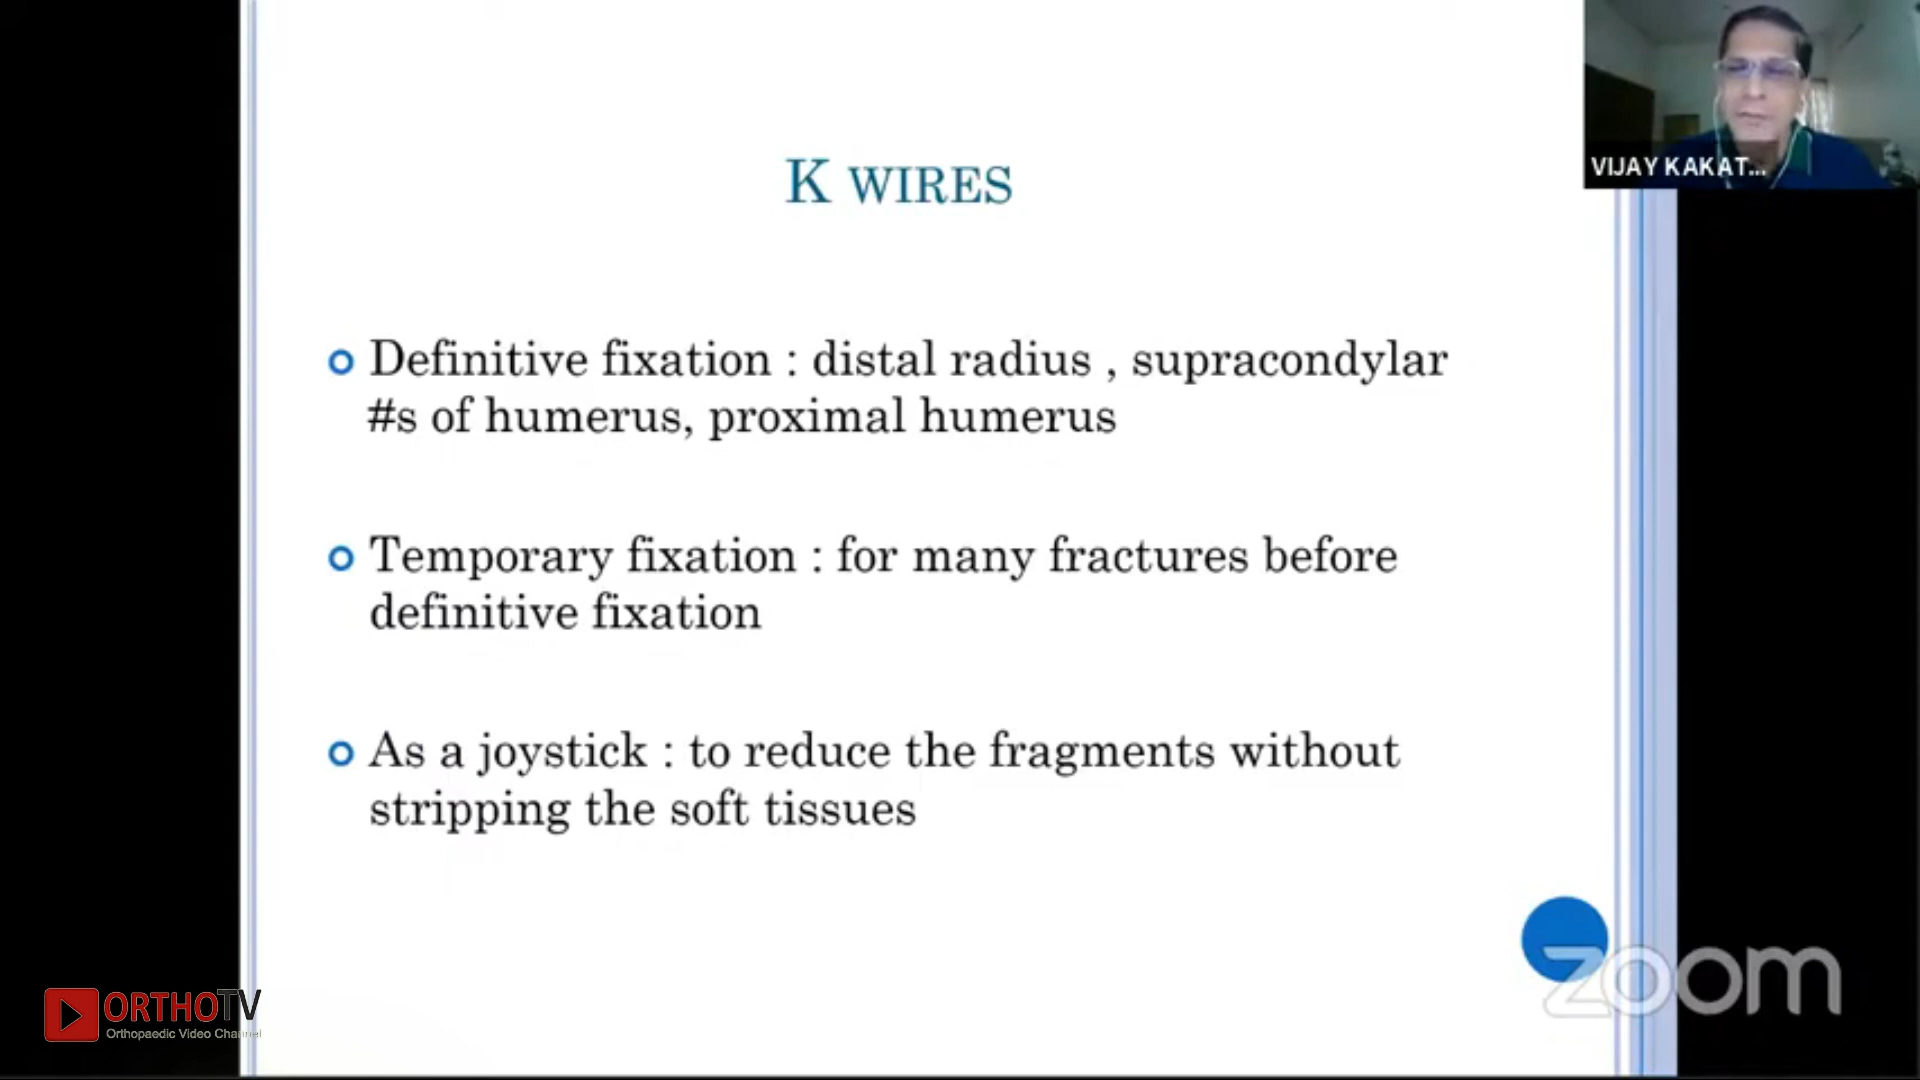 K WIRES
VIJAY KAKAT...
Definitive fixation : distal radius , supracondylar
#s of humerus, proximal humerus
Temporary fixation : for many fractures before
definitive fixation
As a joystick : to reduce the fragments without
stripping the soft tissues
zoom
ORTHOTV
Orthopaedic Video Channel